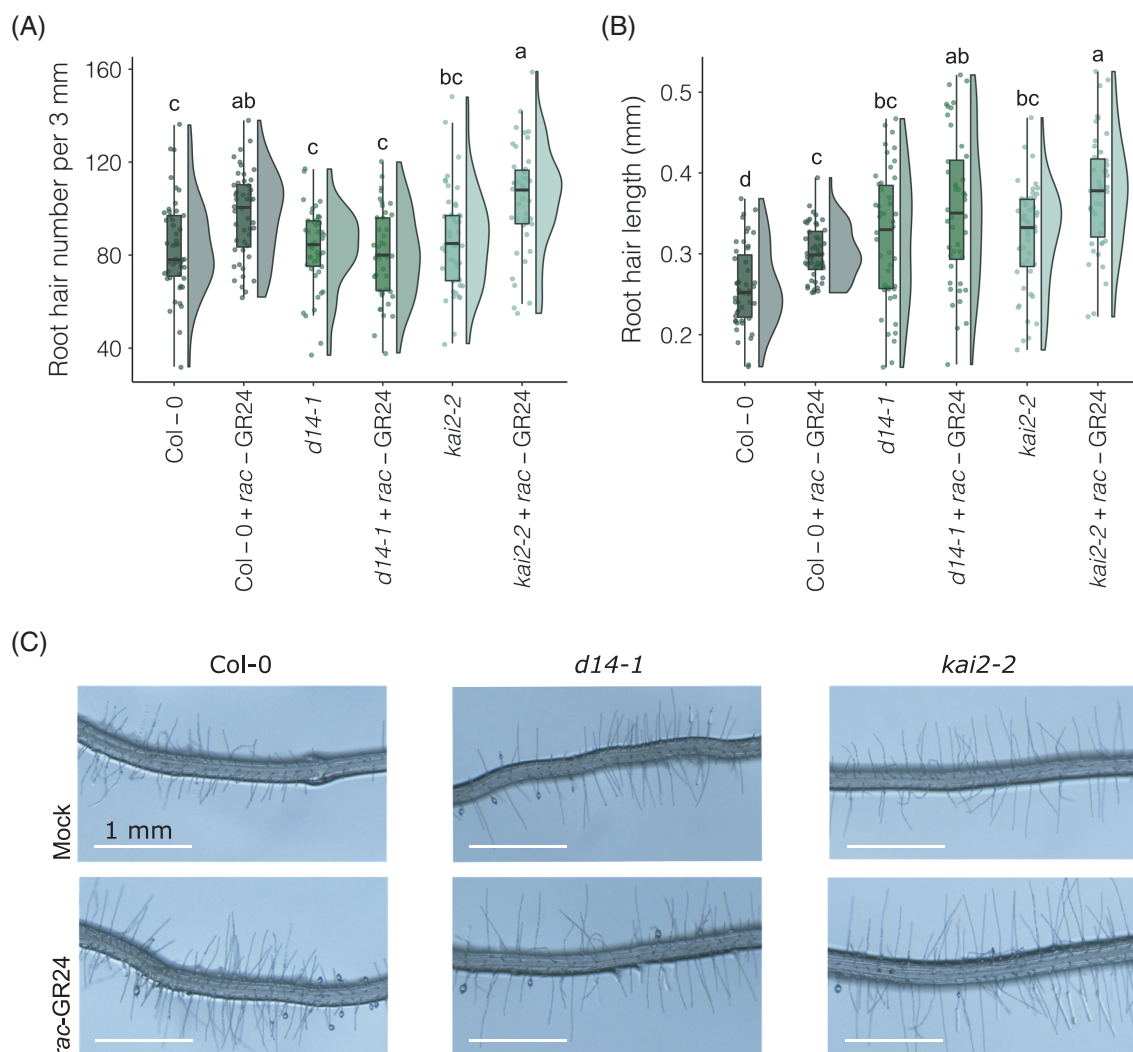 (A)
Root hair number per 3 mm
160
120
80
40
c
ab
c
c
bc
a
Col – 0
Col – 0 + rac – GR24
d14-1
d14-1 + rac – GR24
kai2-2
kai2-2 + rac – GR24
(B)
Root hair length (mm)
0.5
0.4
0.3
0.2
d
c
bc
ab
bc
a
Col – 0
Col – 0 + rac – GR24
d14-1
d14-1 + rac – GR24
kai2-2
kai2-2 + rac – GR24
(C)
Col-0
d14-1
kai2-2
Mock
1 mm
rac-GR24